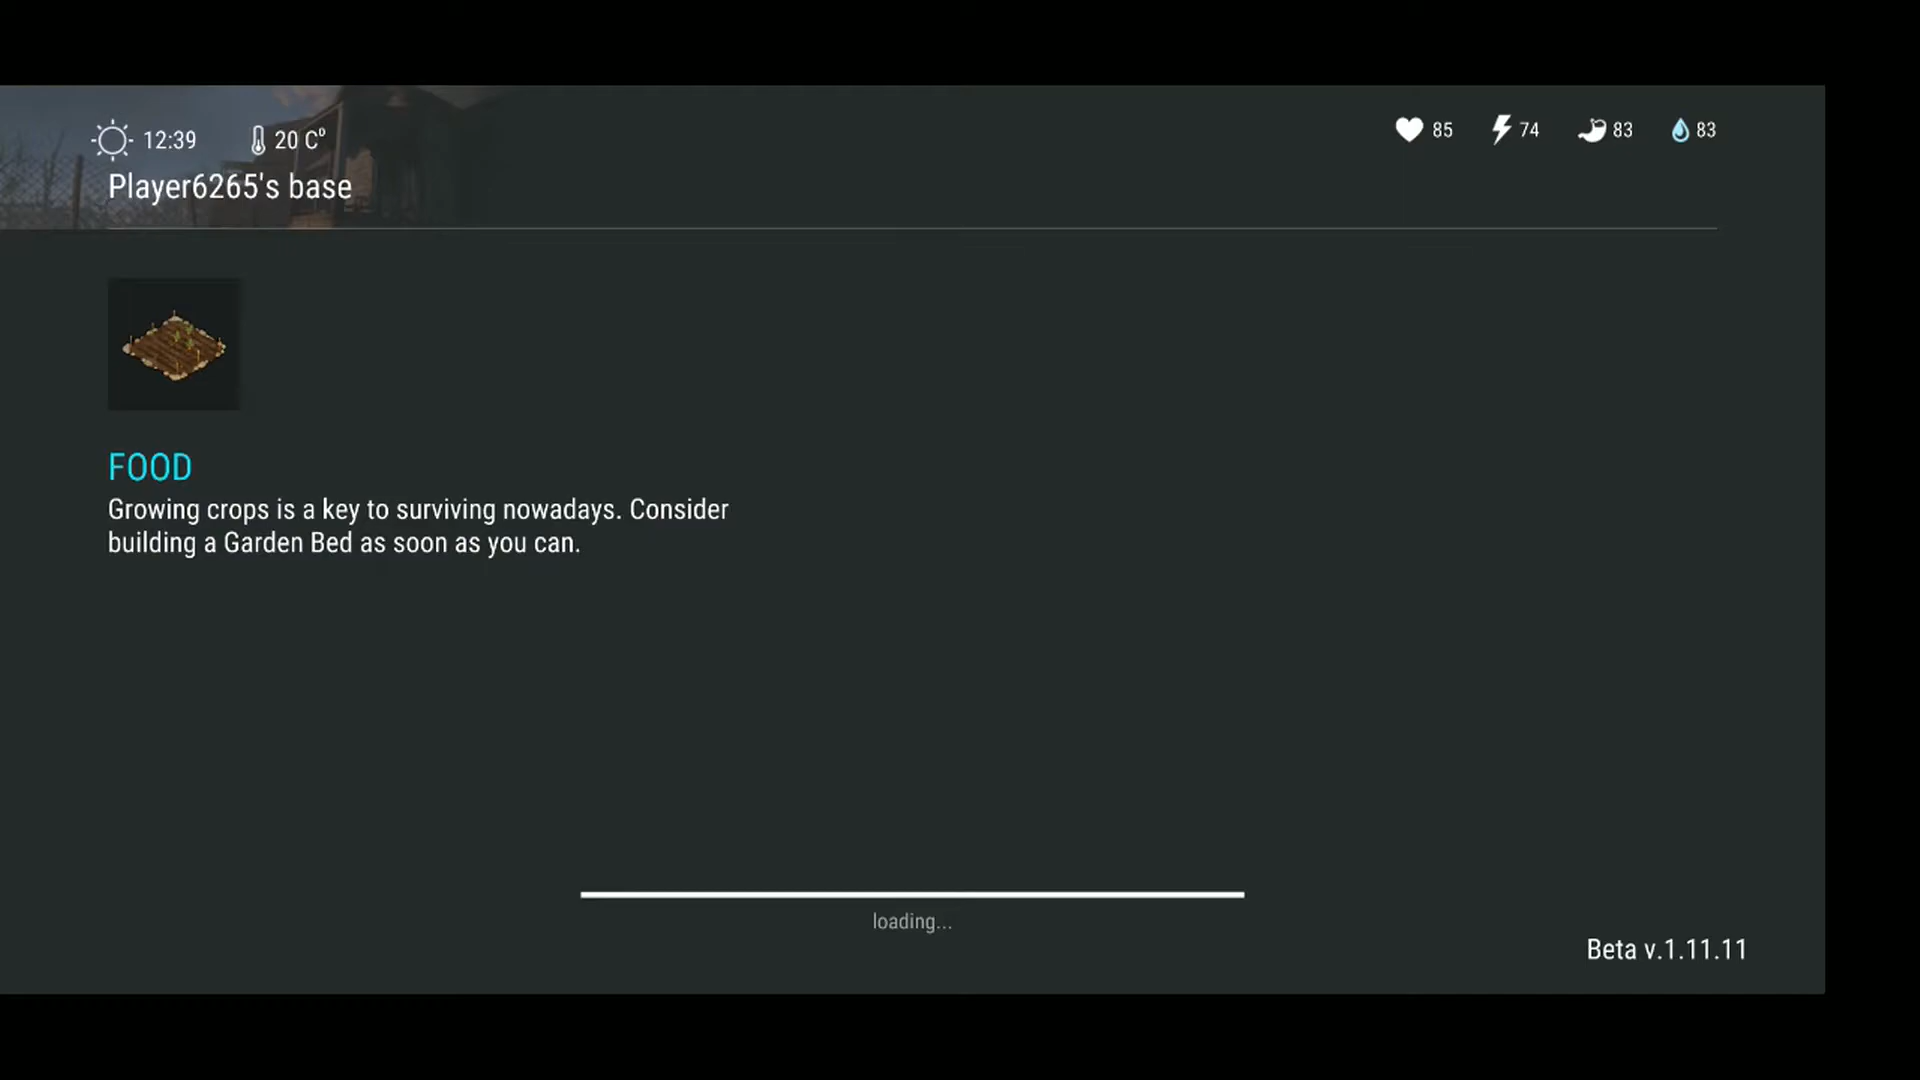 12:39
20 Cº
85
74
83
83
Player6265's base
FOOD
Growing crops is a key to surviving nowadays. Consider
building a Garden Bed as soon as you can.
loading...
Beta v.1.11.11